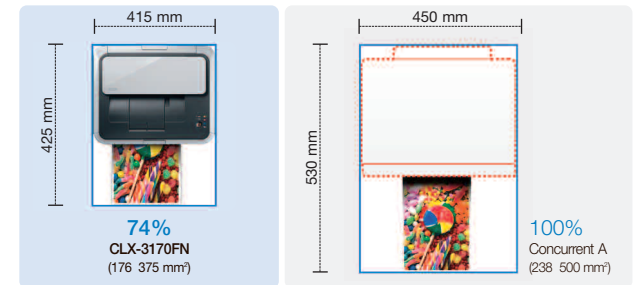 415 mm
425 mm
74%
CLX-3170FN
(176 375 mm²)
450 mm
530 mm
100%
Concurrent A
(238 500 mm²)